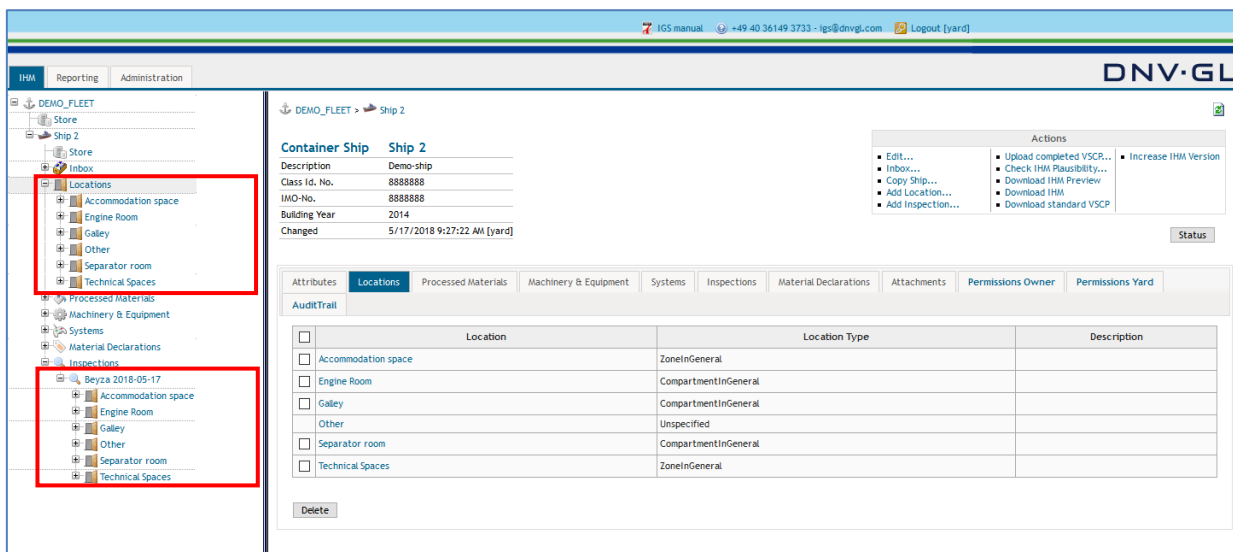 IGS manual +49 40 36149 3733 - igs@dnvgl.com Logout [yard]
DNV·GL
IHM Reporting Administration
DEMO_FLEET
Store
Ship 2
Store
Inbox
Locations
Accommodation space
Engine Room
Galley
Other
Separator room
Technical Spaces
Processed Materials
Machinery & Equipment
Systems
Material Declarations
Inspections
Beyza 2018-05-17
Accommodation space
Engine Room
Galley
Other
Separator room
Technical Spaces
DEMO_FLEET > Ship 2
Container Ship Ship 2
Description Demo-ship
Class Id. No. 8888888
IMO-No. 8888888
Building Year 2014
Changed 5/17/2018 9:27:22 AM [yard]
Actions
Edit... Upload completed VSCP... Increase IHM Version
Inbox... Check IHM Plausibility...
Copy Ship... Download IHM Preview
Add Location... Download IHM
Add Inspection... Download standard VSCP
Status
Attributes Locations Processed Materials Machinery & Equipment Systems Inspections Material Declarations Attachments Permissions Owner Permissions Yard
AuditTrail
Location Location Type Description
Accommodation space ZoneInGeneral
Engine Room CompartmentInGeneral
Galley CompartmentInGeneral
Other Unspecified
Separator room CompartmentInGeneral
Technical Spaces ZoneInGeneral
Delete